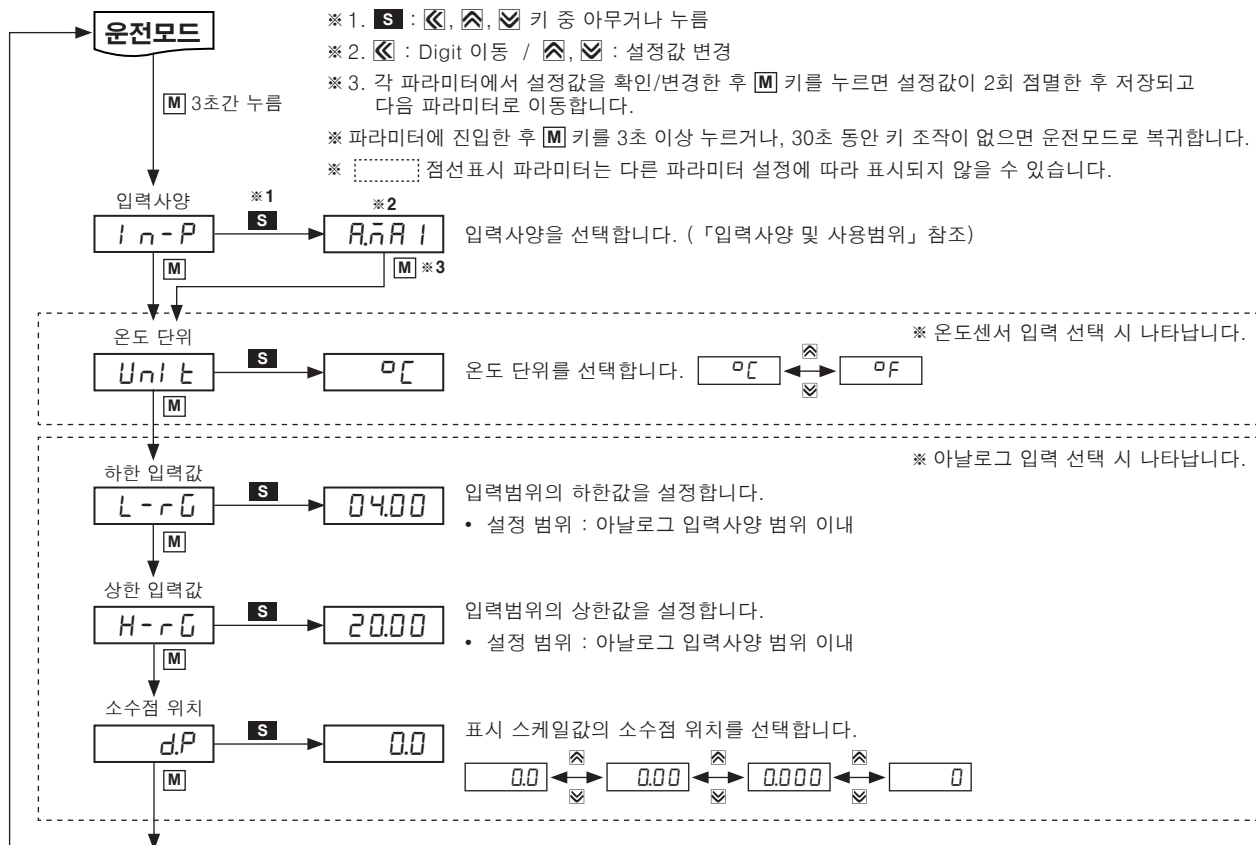 운전모드
※ 1. S : ≪, ︽, ︾ 키 중 아무거나 누름
※ 2. ≪ : Digit 이동 / ︽, ︾ : 설정값 변경
※ 3. 각 파라미터에서 설정값을 확인/변경한 후 M 키를 누르면 설정값이 2회 점멸한 후 저장되고
다음 파라미터로 이동합니다.
M 3초간 누름
※ 파라미터에 진입한 후 M 키를 3초 이상 누르거나, 30초 동안 키 조작이 없으면 운전모드로 복귀합니다.
※ 점선표시 파라미터는 다른 파라미터 설정에 따라 표시되지 않을 수 있습니다.
입력사양 ※1 ※2
In-P S A.mA1 입력사양을 선택합니다. (「입력사양 및 사용범위」 참조)
M M ※3
온도 단위 ※ 온도센서 입력 선택 시 나타납니다.
UnIt S °C 온도 단위를 선택합니다. °C ︽ ︾ °F
M
하한 입력값 ※ 아날로그 입력 선택 시 나타납니다.
L-rG S 04.00 입력범위의 하한값을 설정합니다.
• 설정 범위 : 아날로그 입력사양 범위 이내
M
상한 입력값
H-rG S 20.00 입력범위의 상한값을 설정합니다.
• 설정 범위 : 아날로그 입력사양 범위 이내
M
소수점 위치
d.P S 0.0 표시 스케일값의 소수점 위치를 선택합니다.
M 0.0 ︽ ︾ 0.00 ︽ ︾ 0.000 ︽ ︾ 0